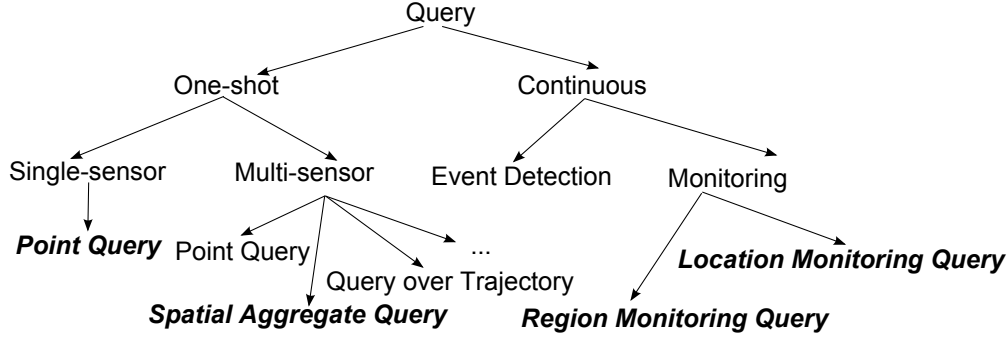 Query
One-shot
Continuous
Single-sensor
Multi-sensor
Event Detection
Monitoring
Point Query
Point Query
...
Location Monitoring Query
Query over Trajectory
Spatial Aggregate Query
Region Monitoring Query